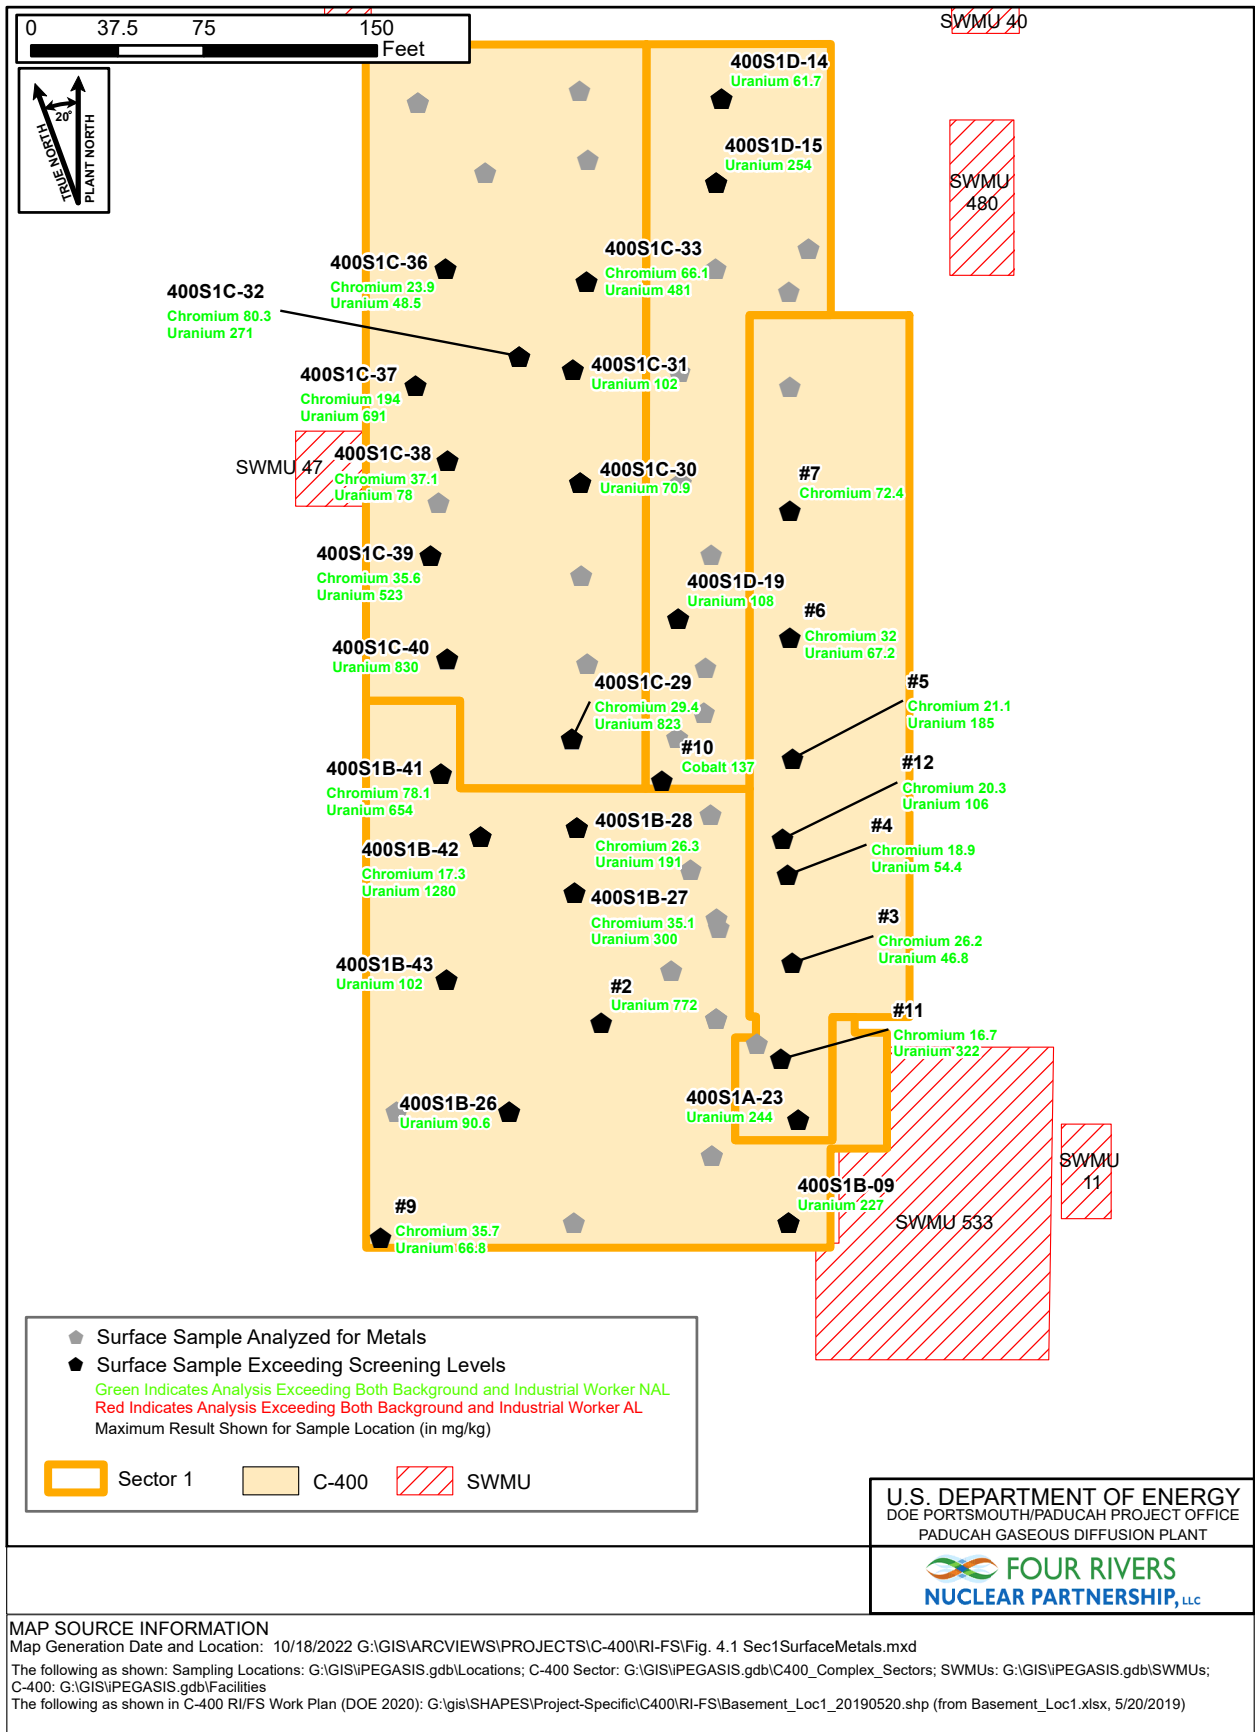 0 37.5 75 150
Feet
20°
TRUE NORTH
PLANT NORTH
SWMU 40
400S1D-14
Uranium 61.7
400S1D-15
Uranium 254
SWMU
480
400S1C-36
Chromium 23.9
Uranium 48.5
400S1C-33
Chromium 66.1
Uranium 481
400S1C-32
Chromium 80.3
Uranium 271
400S1C-37
Chromium 194
Uranium 691
400S1C-31
Uranium 102
SWMU 47
400S1C-38
Chromium 37.1
Uranium 78
400S1C-30
Uranium 70.9
#7
Chromium 72.4
400S1C-39
Chromium 35.6
Uranium 523
400S1D-19
Uranium 108
#6
Chromium 32
Uranium 67.2
400S1C-40
Uranium 830
400S1C-29
Chromium 29.4
Uranium 823
#5
Chromium 21.1
Uranium 185
#10
Cobalt 137
#12
Chromium 20.3
Uranium 106
400S1B-41
Chromium 78.1
Uranium 654
400S1B-28
Chromium 26.3
Uranium 191
#4
Chromium 18.9
Uranium 54.4
400S1B-42
Chromium 17.3
Uranium 1280
400S1B-27
Chromium 35.1
Uranium 300
#3
Chromium 26.2
Uranium 46.8
400S1B-43
Uranium 102
#2
Uranium 772
#11
Chromium 16.7
Uranium 322
400S1B-26
Uranium 90.6
400S1A-23
Uranium 244
SWMU
11
400S1B-09
Uranium 227
SWMU 533
#9
Chromium 35.7
Uranium 66.8
Surface Sample Analyzed for Metals
Surface Sample Exceeding Screening Levels
Green Indicates Analysis Exceeding Both Background and Industrial Worker NAL
Red Indicates Analysis Exceeding Both Background and Industrial Worker AL
Maximum Result Shown for Sample Location (in mg/kg)
Sector 1 C-400 SWMU
U.S. DEPARTMENT OF ENERGY
DOE PORTSMOUTH/PADUCAH PROJECT OFFICE
PADUCAH GASEOUS DIFFUSION PLANT
FOUR RIVERS
NUCLEAR PARTNERSHIP, LLC
MAP SOURCE INFORMATION
Map Generation Date and Location: 10/18/2022 G:\GIS\ARCVIEWS\PROJECTS\C-400\RI-FS\Fig. 4.1 Sec1SurfaceMetals.mxd
The following as shown: Sampling Locations: G:\GIS\iPEGASIS.gdb\Locations; C-400 Sector: G:\GIS\iPEGASIS.gdb\C400_Complex_Sectors; SWMUs: G:\GIS\iPEGASIS.gdb\SWMUs;
C-400: G:\GIS\iPEGASIS.gdb\Facilities
The following as shown in C-400 RI/FS Work Plan (DOE 2020): G:\gis\SHAPES\Project-Specific\C400\RI-FS\Basement_Loc1_20190520.shp (from Basement_Loc1.xlsx, 5/20/2019)